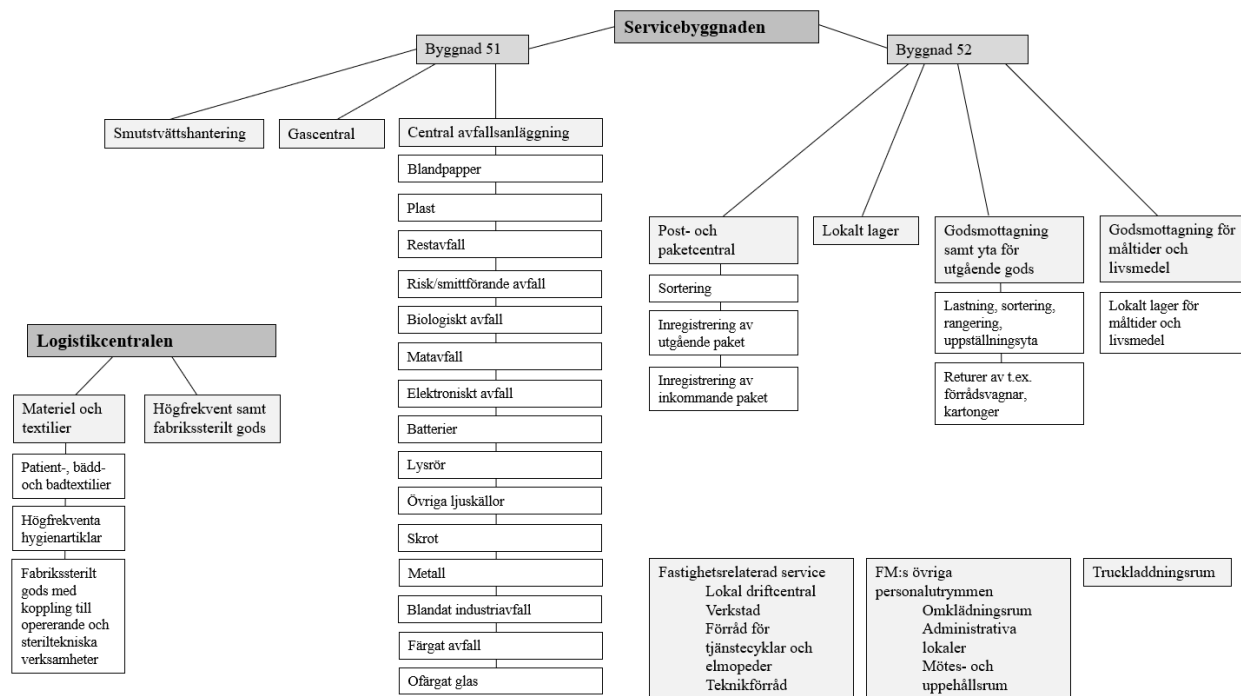 Servicebyggnaden
Byggnad 51
Byggnad 52
Smutstvättshantering
Gascentral
Central avfallsanläggning
Blandpapper
Plast
Restavfall
Risk/smittförande avfall
Biologiskt avfall
Matavfall
Elektroniskt avfall
Batterier
Lysrör
Övriga ljuskällor
Skrot
Metall
Blandat industriavfall
Färgat avfall
Ofärgat glas
Post- och
paketcentral
Sortering
Inregistrering av
utgående paket
Inregistrering av
inkommande paket
Lokalt lager
Godsmottagning
samt yta för
utgående gods
Lastning, sortering,
rangering,
uppställningsyta
Returer av t.ex.
förrådsvagnar,
kartonger
Godsmottagning för
måltider och
livsmedel
Lokalt lager för
måltider och
livsmedel
Logistikcentralen
Materiel och
textilier
Patient-, bädd-
och badtextilier
Högfrekventa
hygienartiklar
Fabrikssterilt
gods med
koppling till
opererande och
steriltekniska
verksamheter
Högfrekvent samt
fabrikssterilt gods
Fastighetsrelaterad service
Lokal driftcentral
Verkstad
Förråd för
tjänstecyklar och
elmopeder
Teknikförråd
FM:s övriga
personalutrymmen
Omklädningsrum
Administrativa
lokaler
Mötes- och
uppehållsrum
Truckladdningsrum